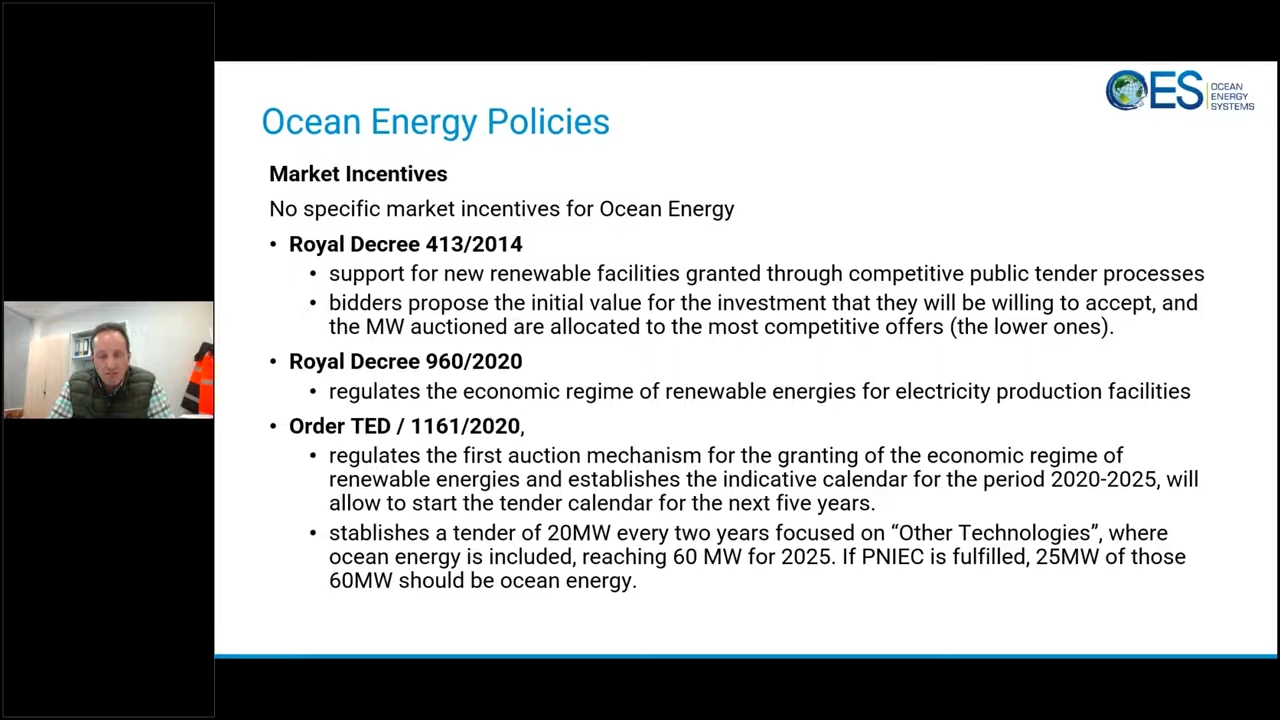 OES
OCEAN
ENERGY
SYSTEMS
Ocean Energy Policies
Market Incentives
No specific market incentives for Ocean Energy
• Royal Decree 413/2014
• support for new renewable facilities granted through competitive public tender processes
• bidders propose the initial value for the investment that they will be willing to accept, and
the MW auctioned are allocated to the most competitive offers (the lower ones).
• Royal Decree 960/2020
• regulates the economic regime of renewable energies for electricity production facilities
• Order TED / 1161/2020,
• regulates the first auction mechanism for the granting of the economic regime of
renewable energies and establishes the indicative calendar for the period 2020-2025, will
allow to start the tender calendar for the next five years.
• stablishes a tender of 20MW every two years focused on “Other Technologies”, where
ocean energy is included, reaching 60 MW for 2025. If PNIEC is fulfilled, 25MW of those
60MW should be ocean energy.